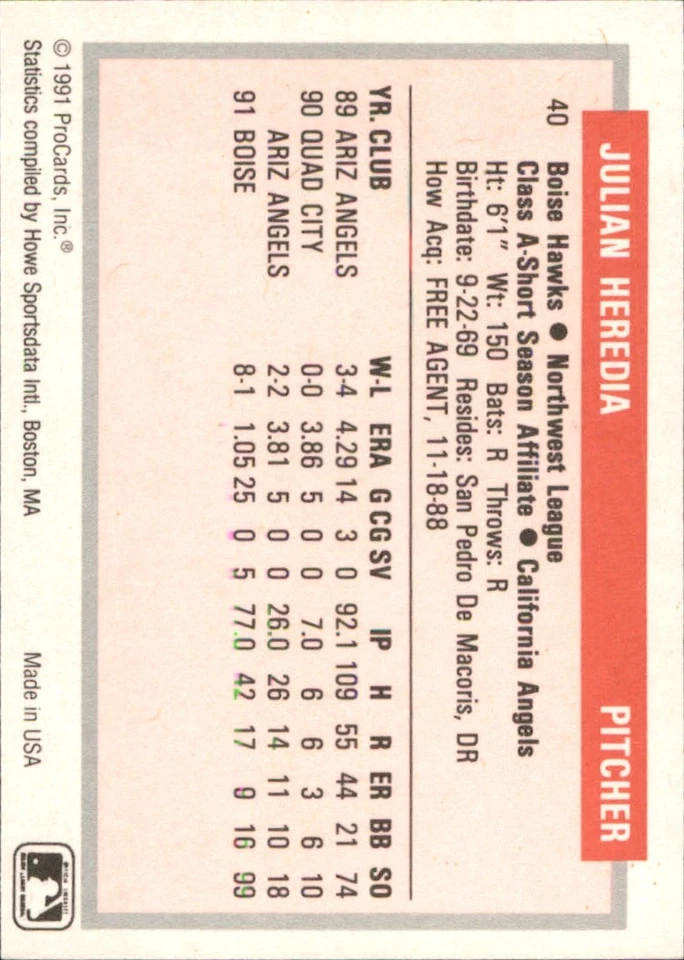 JULIAN HEREDIA PITCHER
40 Boise Hawks ● Northwest League
Class A-Short Season Affiliate ● California Angels
Ht: 6'1" Wt: 150 Bats: R Throws: R
Birthdate: 9-22-69 Resides: San Pedro De Macoris, DR
How Acq: FREE AGENT, 11-18-88
YR. CLUB W-L ERA G CG SV IP H R ER BB SO
89 ARIZ ANGELS 3-4 4.29 14 3 0 92.1 109 55 44 21 74
90 QUAD CITY 0-0 3.86 5 0 0 7.0 6 6 3 6 10
ARIZ ANGELS 2-2 3.81 5 0 0 26.0 26 14 11 10 18
91 BOISE 8-1 1.05 25 0 5 77.0 42 17 9 16 99
© 1991 ProCards, Inc.®
Statistics compiled by Howe Sportsdata Intl., Boston, MA Made in USA